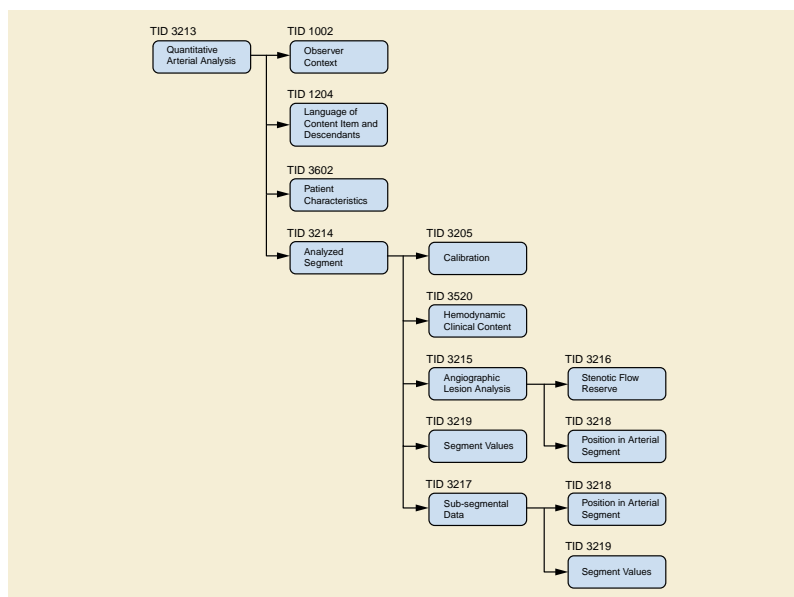 TID 3213
Quantitative
Arterial Analysis
TID 1002
Observer
Context
TID 1204
Language of
Content Item and
Descendants
TID 3602
Patient
Characteristics
TID 3214
Analyzed
Segment
TID 3205
Calibration
TID 3520
Hemodynamic
Clinical Content
TID 3215
Angiographic
Lesion Analysis
TID 3216
Stenotic Flow
Reserve
TID 3218
Position in Arterial
Segment
TID 3219
Segment Values
TID 3217
Sub-segmental
Data
TID 3218
Position in Arterial
Segment
TID 3219
Segment Values